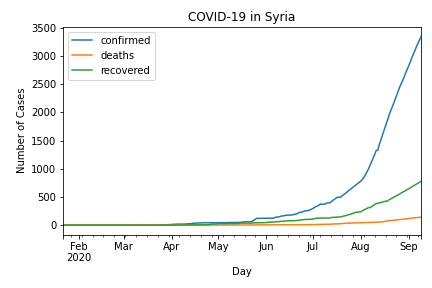 COVID-19 in Syria
3500
3000
2500
2000
1500
1000
500
0
Number of Cases
confirmed
deaths
recovered
Feb Mar Apr May Jun Jul Aug Sep
2020
Day